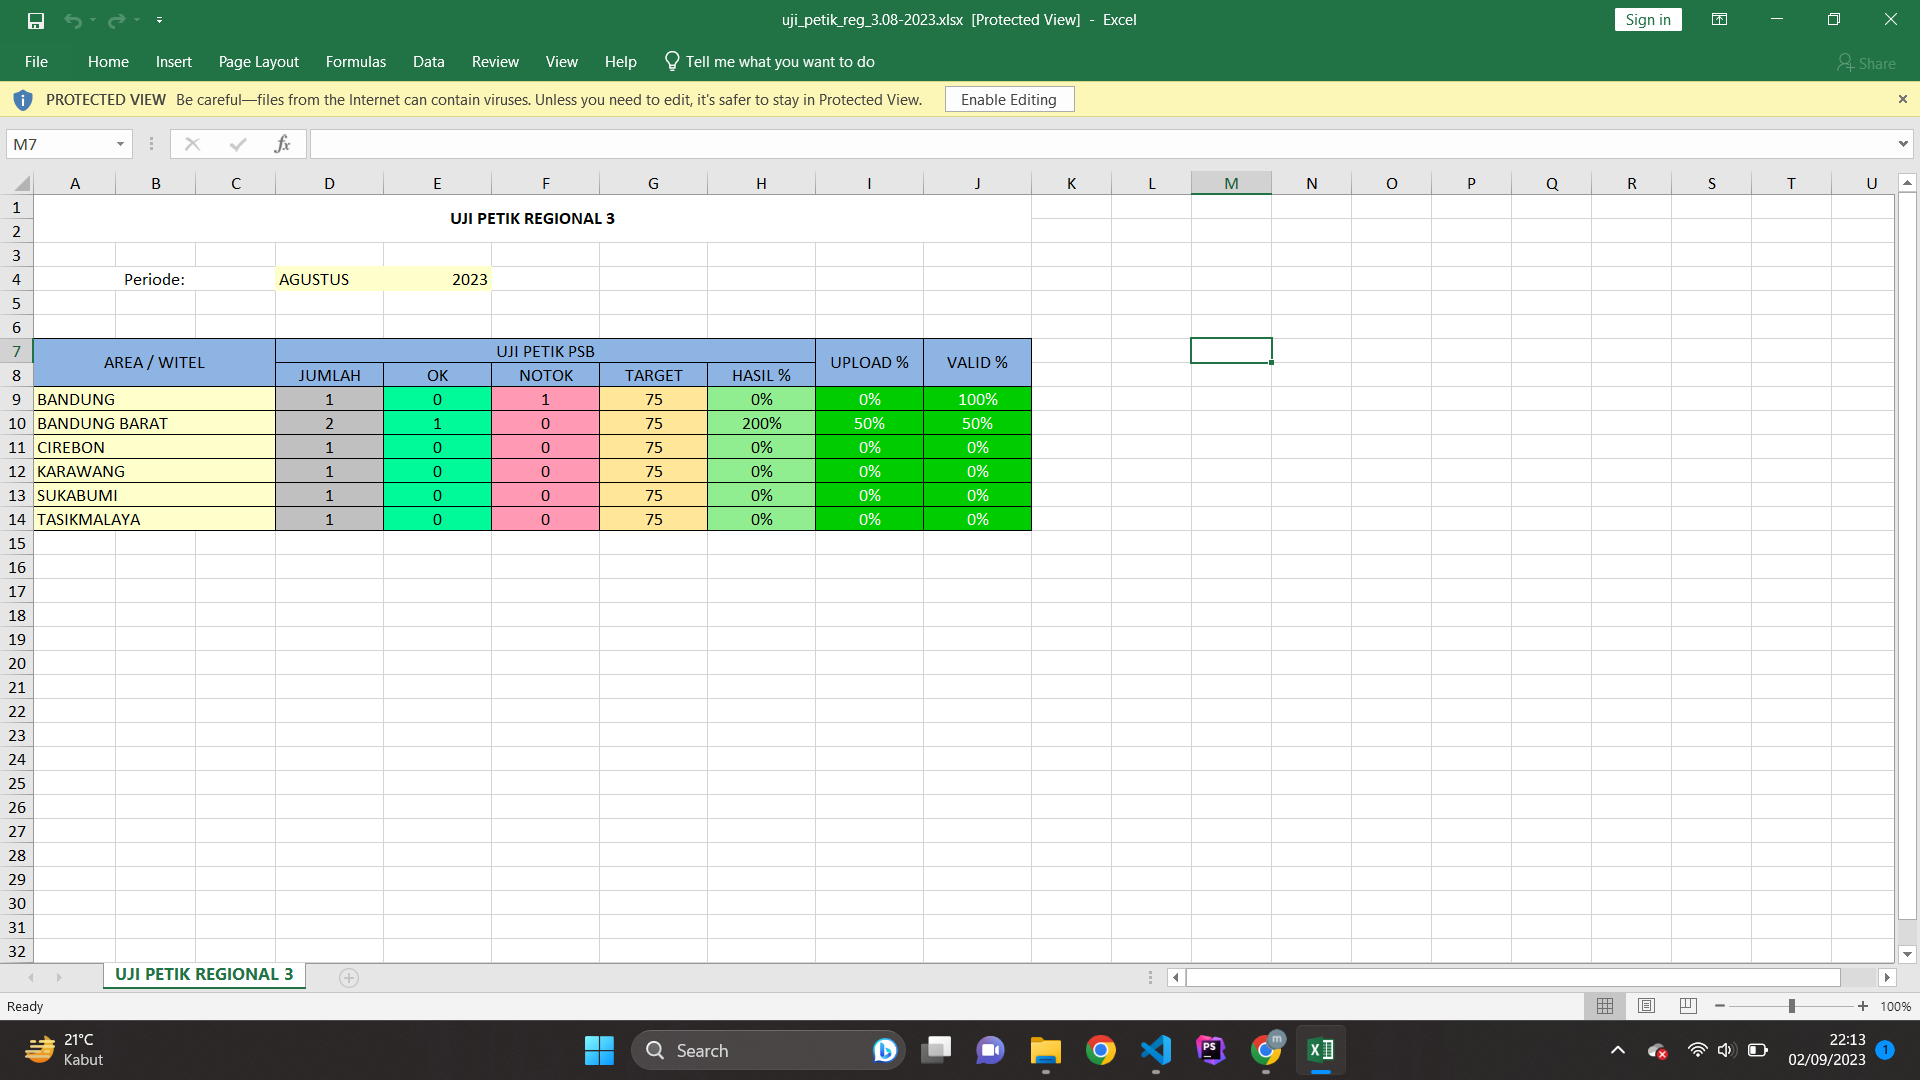 uji_petik_reg_3.08-2023.xlsx [Protected View] - Excel
Sign in
File Home Insert Page Layout Formulas Data Review View Help Tell me what you want to do Share
PROTECTED VIEW Be careful—files from the Internet can contain viruses. Unless you need to edit, it's safer to stay in Protected View. Enable Editing
M7 fx
A B C D E F G H I J K L M N O P Q R S T U
1
UJI PETIK REGIONAL 3
2
3
4 Periode: AGUSTUS 2023
5
6
7 AREA / WITEL UJI PETIK PSB UPLOAD % VALID %
8 JUMLAH OK NOTOK TARGET HASIL %
9 BANDUNG 1 0 1 75 0% 0% 100%
10 BANDUNG BARAT 2 1 0 75 200% 50% 50%
11 CIREBON 1 0 0 75 0% 0% 0%
12 KARAWANG 1 0 0 75 0% 0% 0%
13 SUKABUMI 1 0 0 75 0% 0% 0%
14 TASIKMALAYA 1 0 0 75 0% 0% 0%
15
16
17
18
19
20
21
22
23
24
25
26
27
28
29
30
31
32
UJI PETIK REGIONAL 3
Ready 100%
21°C
Kabut
Search
PS
m
22:13
02/09/2023
1